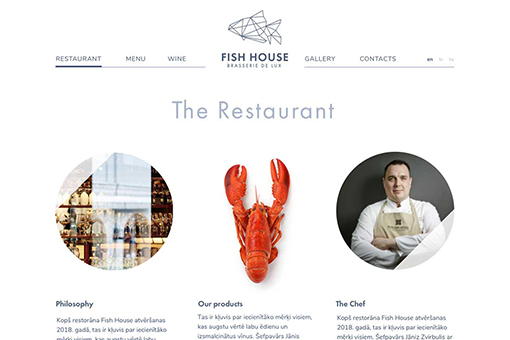 RESTAURANT MENU WINE FISH HOUSE GALLERY CONTACTS en
BRASSERIE DE LUX
The Restaurant
Philosophy
Kopš restorāna Fish House atvēršanas
2018. gadā, tas ir kļuvis par iecienītāko
mērķi visiem, kas augstu vērtē labu
Our products
Tas ir kļuvis par iecienītāko mērķi visiem,
kas augstu vērtē labu ēdienu un
izsmalcinātus vīnus. Šefpavārs Jānis
The Chef
Kopš restorāna Fish House atvēršanas
2018. gadā, tas ir kļuvis par iecienītāko
mērķi visiem. Šefpavārs Jāniz Zvirbulis ar